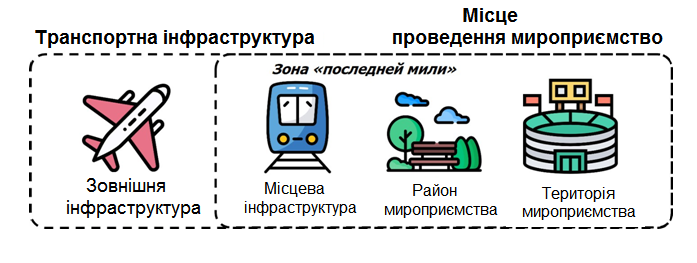 Транспортна інфраструктура
Місце
проведення мироприємство
Зона «последней мили»
Зовнішня
інфраструктура
Місцева
інфраструктура
Район
мироприємства
Територія
мироприємства